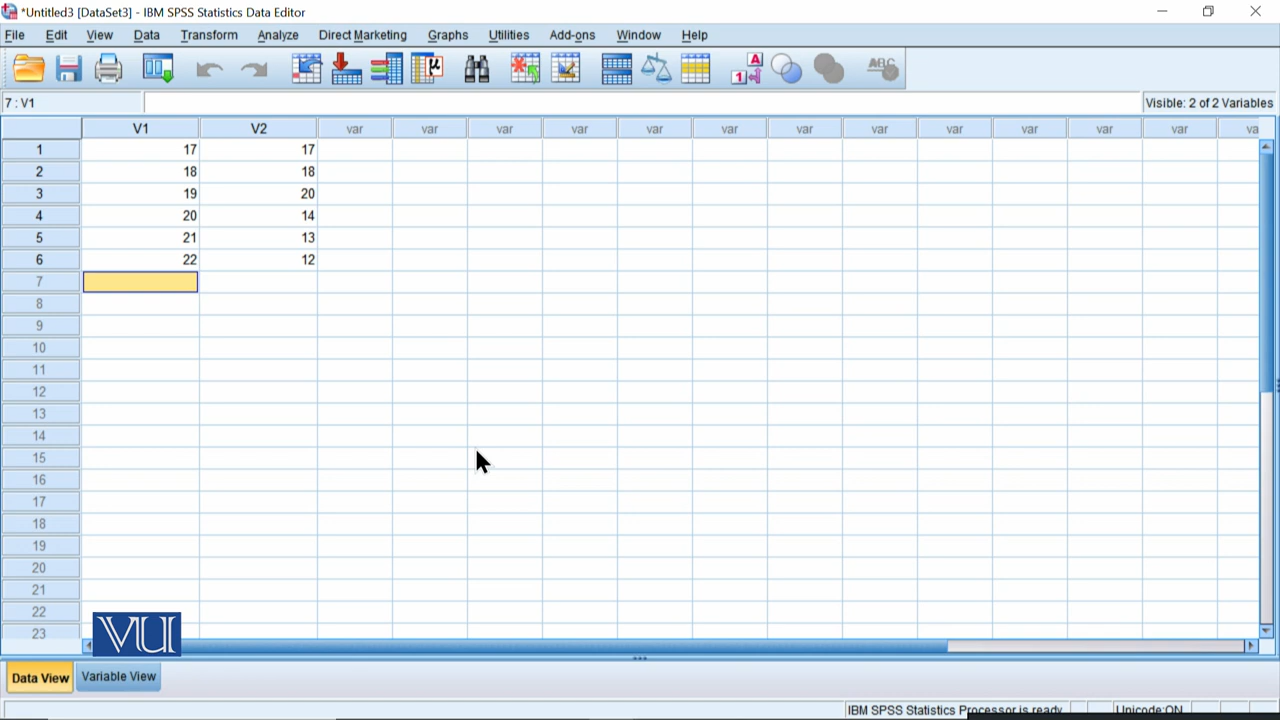 *Untitled3 [DataSet3] - IBM SPSS Statistics Data Editor
File Edit View Data Transform Analyze Direct Marketing Graphs Utilities Add-ons Window Help
7 : V1 Visible: 2 of 2 Variables
V1 V2 var var var var var var var var var var var var va
1 17 17
2 18 18
3 19 20
4 20 14
5 21 13
6 22 12
7
8
9
10
11
12
13
14
15
16
17
18
19
20
21
22
23
VU
Data View Variable View
IBM SPSS Statistics Processor is ready Unicode:ON